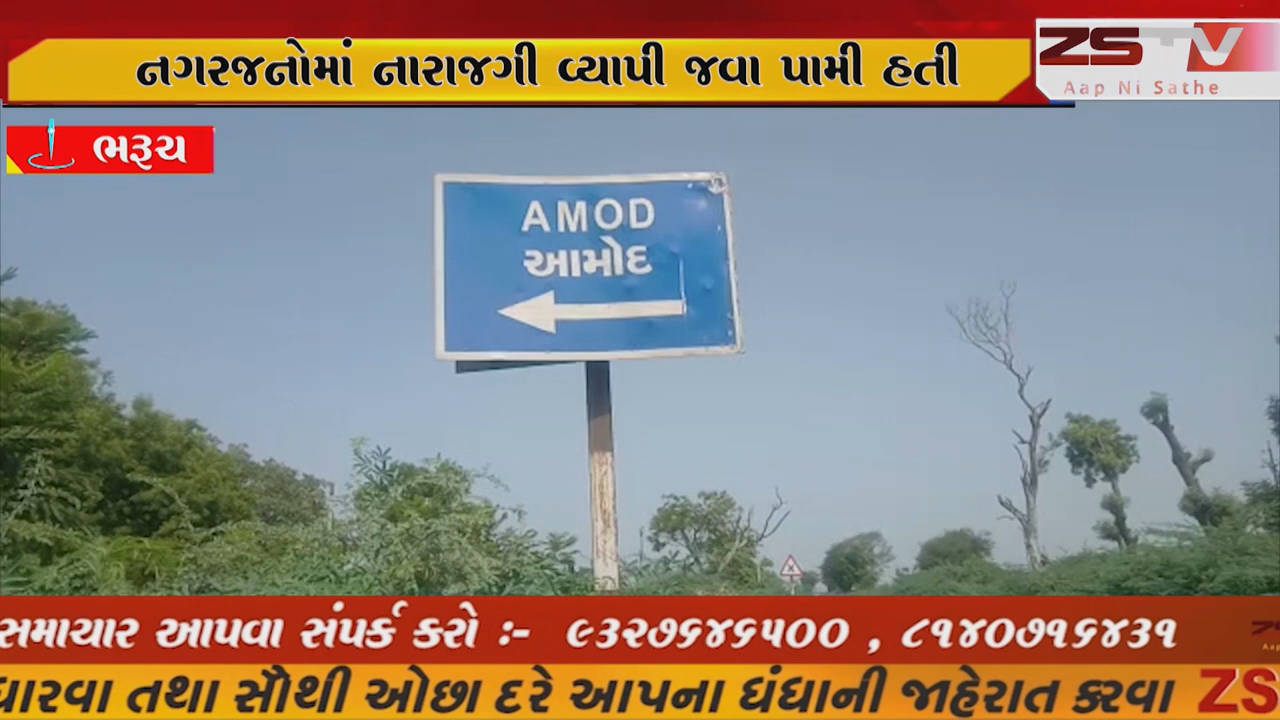 નગરજનોમાં નારાજગી વ્યાપી જવા પામી હતી
ZSTV
Aap Ni Sathe
ભરૂચ
AMOD
આમોદ
સમાચાર આપવા સંપર્ક કરો :- ૯૩૨૭૬૪૬૫૦૦ , ૮૧૪૦૭૧૬૪૩૧
ધારવા તથા સૌથી ઓછા દરે આપના ધંધાની જાહેરાત કરવા ZS